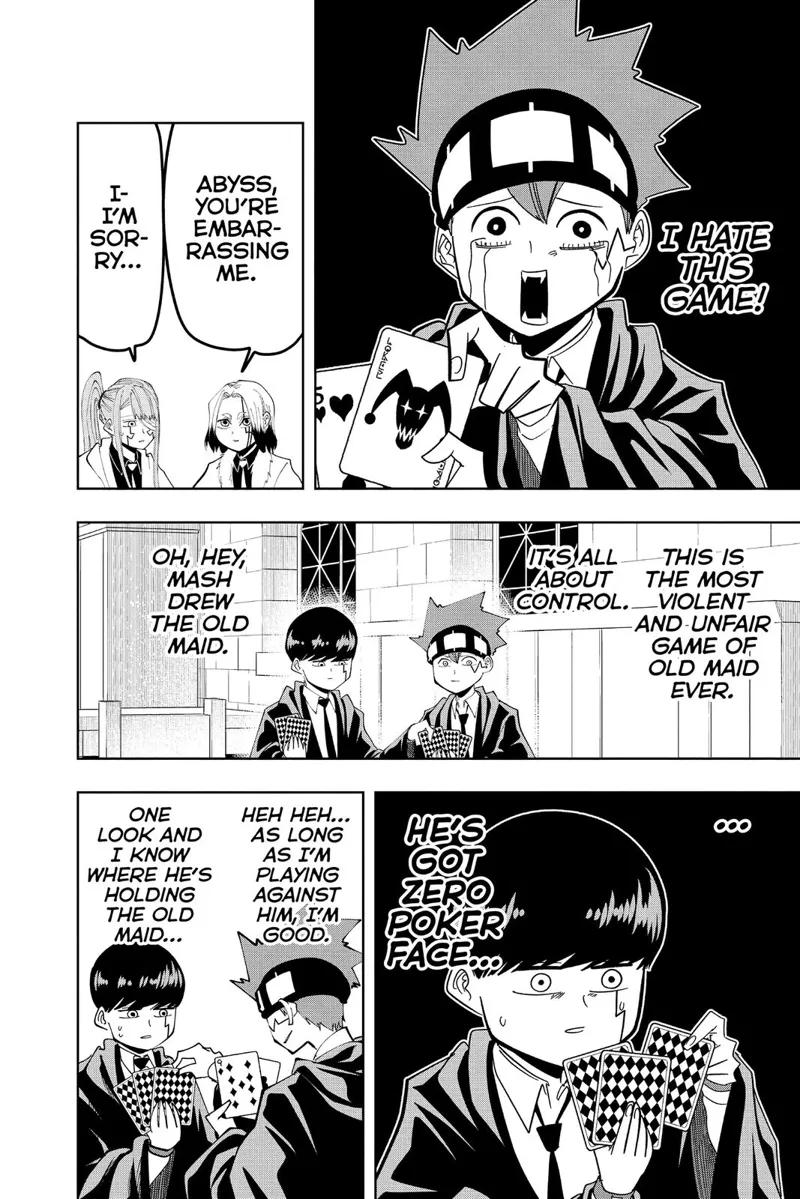 I HATE
THIS
GAME!
ABYSS,
YOU'RE
EMBAR-
RASSING
ME.
I-
I'M
SOR-
RY...
JOKER
5
THIS IS
THE MOST
VIOLENT
AND UNFAIR
GAME OF
OLD MAID
EVER.
IT'S ALL
ABOUT
CONTROL.
OH, HEY,
MASH
DREW
THE OLD
MAID.
...
HE'S
GOT
ZERO
POKER
FACE...
HEH HEH...
AS LONG
AS I'M
PLAYING
AGAINST
HIM, I'M
GOOD.
ONE
LOOK AND
I KNOW
WHERE HE'S
HOLDING
THE OLD
MAID...